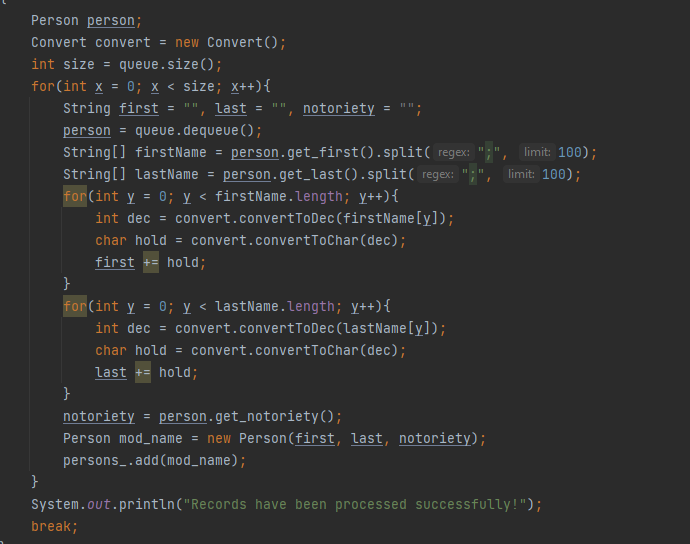 Person person;
Convert convert = new Convert();
int size = queue.size();
for(int x = 0; x < size; x++){
String first = "", last = "", notoriety = "";
person = queue.dequeue();
String[] firstName = person.get_first().split( regex: ";", limit: 100);
String[] lastName = person.get_last().split( regex: ";", limit: 100);
for(int y = 0; y < firstName.length; y++){
int dec = convert.convertToDec(firstName[y]);
char hold = convert.convertToChar(dec);
first += hold;
}
for(int y = 0; y < lastName.length; y++){
int dec = convert.convertToDec(lastName[y]);
char hold = convert.convertToChar(dec);
last += hold;
}
notoriety = person.get_notoriety();
Person mod_name = new Person(first, last, notoriety);
persons_.add(mod_name);
}
System.out.println("Records have been processed successfully!");
break;